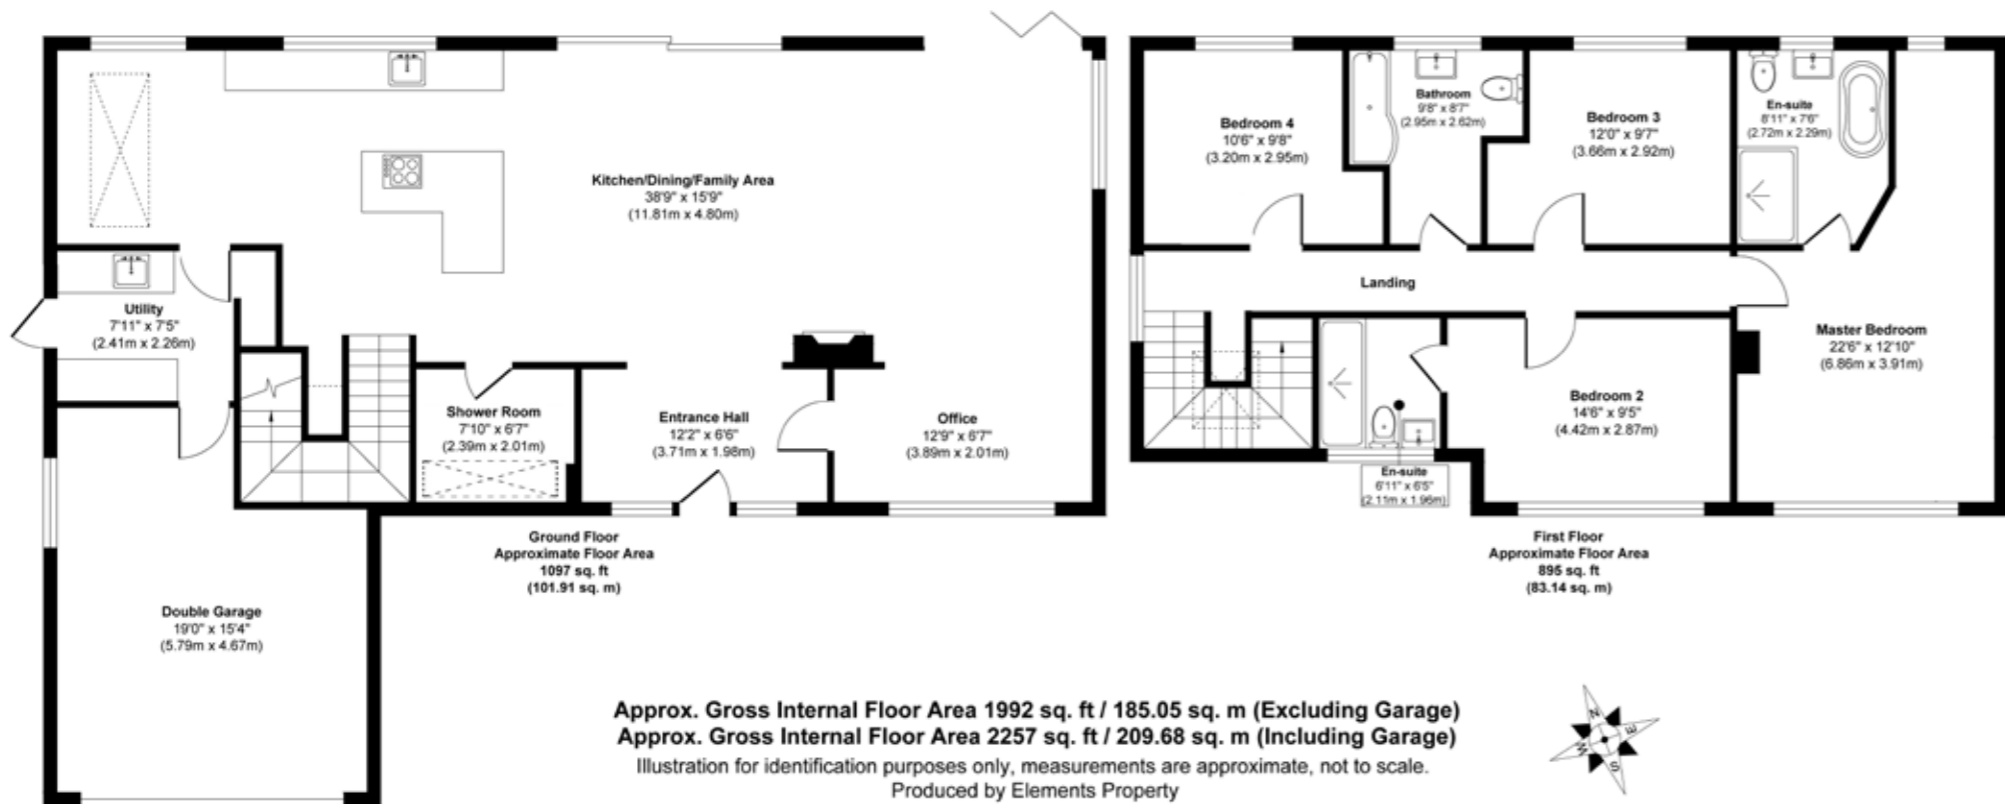 Kitchen/Dining/Family Area
38'9" x 15'9"
(11.81m x 4.80m)
Utility
7'11" x 7'5"
(2.41m x 2.26m)
Shower Room
7'10" x 6'7"
(2.39m x 2.01m)
Entrance Hall
12'2" x 6'6"
(3.71m x 1.98m)
Office
12'9" x 6'7"
(3.89m x 2.01m)
Double Garage
19'0" x 15'4"
(5.79m x 4.67m)
Ground Floor
Approximate Floor Area
1097 sq. ft
(101.91 sq. m)
Bedroom 4
10'6" x 9'8"
(3.20m x 2.95m)
Bathroom
9'8" x 8'7"
(2.95m x 2.62m)
Bedroom 3
12'0" x 9'7"
(3.66m x 2.92m)
En-suite
8'11" x 7'6"
(2.72m x 2.29m)
Landing
Master Bedroom
22'6" x 12'10"
(6.86m x 3.91m)
Bedroom 2
14'6" x 9'5"
(4.42m x 2.87m)
En-suite
6'11" x 6'5"
(2.11m x 1.96m)
First Floor
Approximate Floor Area
895 sq. ft
(83.14 sq. m)
Approx. Gross Internal Floor Area 1992 sq. ft / 185.05 sq. m (Excluding Garage)
Approx. Gross Internal Floor Area 2257 sq. ft / 209.68 sq. m (Including Garage)
Illustration for identification purposes only, measurements are approximate, not to scale.
Produced by Elements Property
N
E
W
S